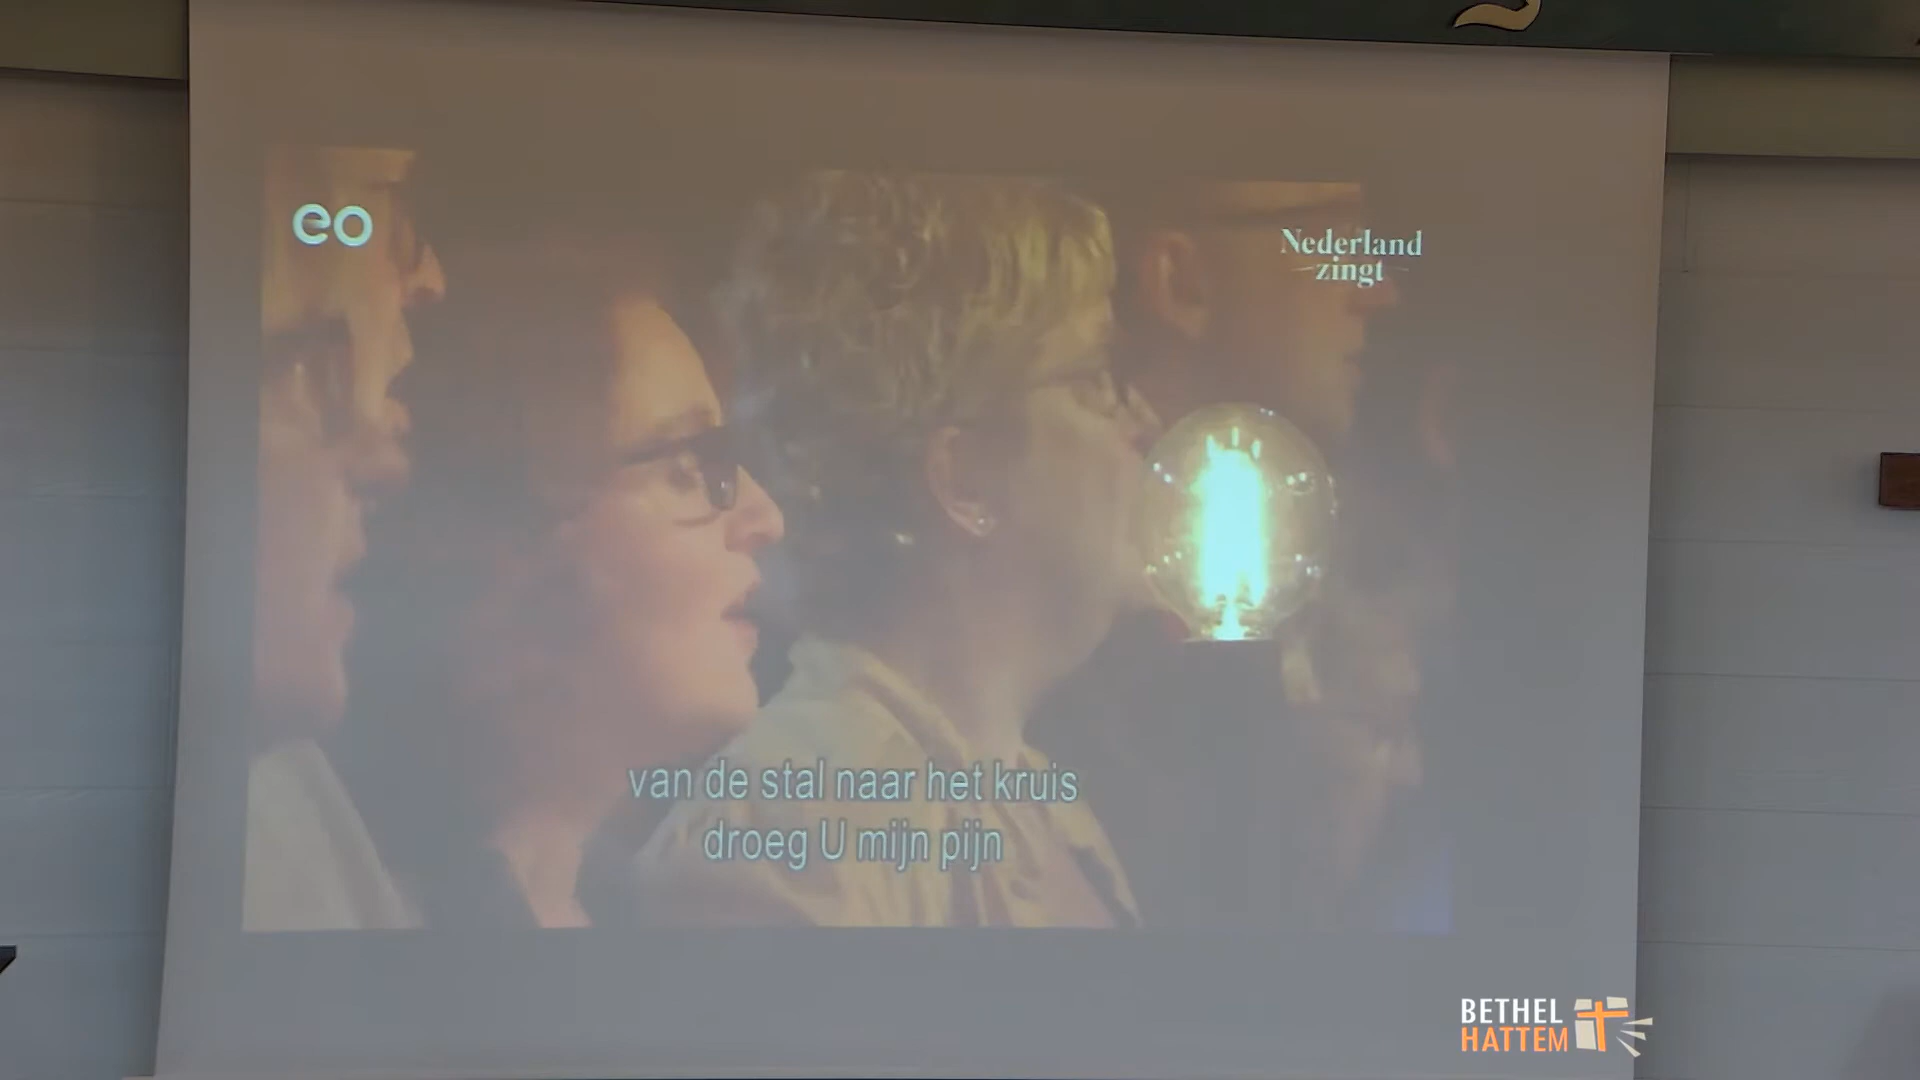 eo
Nederland
zingt
van de stal naar het kruis
droeg U mijn pijn
BETHEL
HATTEM